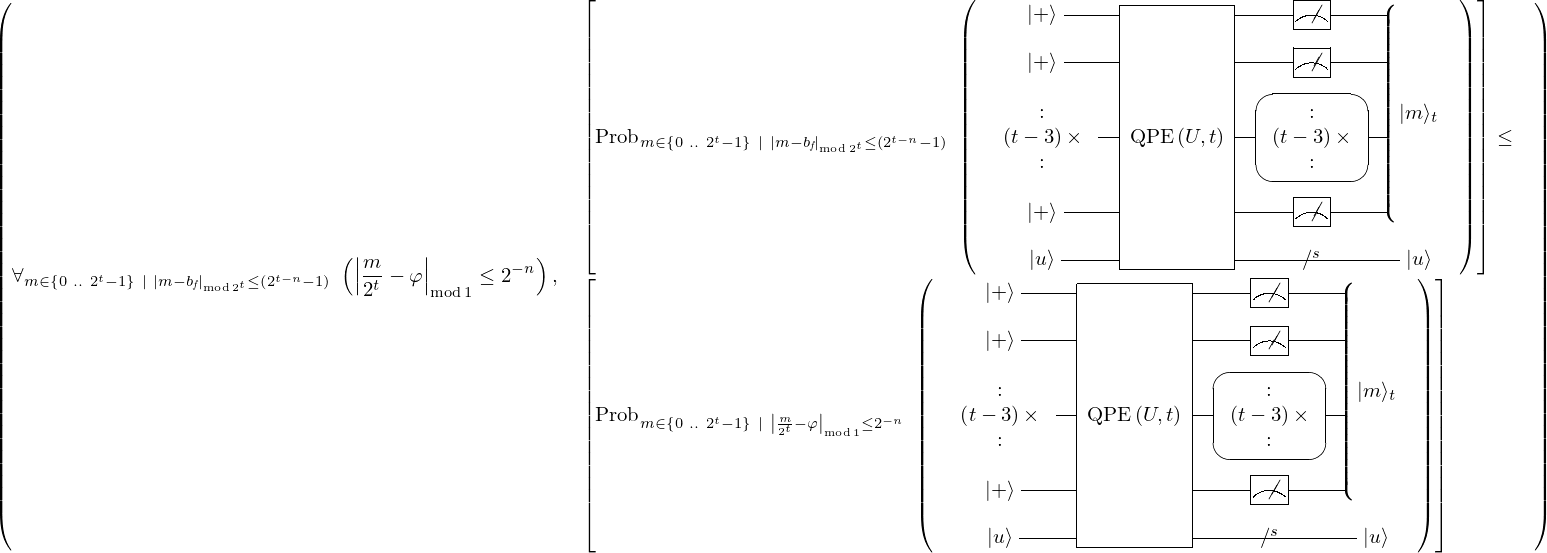 |+⟩
|+⟩
:
Prob_{m∈{0 .. 2^t−1} | |m−b_f|_{mod 2^t}≤(2^{t−n}−1)} ( (t − 3) × QPE (U, t) (t − 3) × |m⟩_t ) ≤
:
|+⟩
|u⟩ /^s |u⟩
∀_{m∈{0 .. 2^t−1} | |m−b_f|_{mod 2^t}≤(2^{t−n}−1)} (|m/2^t − φ|_{mod 1} ≤ 2^{−n}) ,
|+⟩
|+⟩
:
Prob_{m∈{0 .. 2^t−1} | |m/2^t−φ|_{mod 1}≤2^{−n}} ( (t − 3) × QPE (U, t) (t − 3) × |m⟩_t )
:
|+⟩
|u⟩ /^s |u⟩